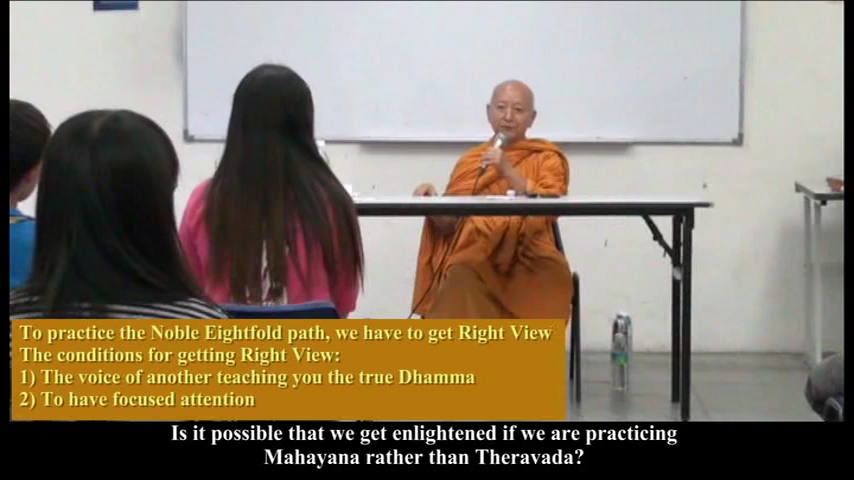 To practice the Noble Eightfold path, we have to get Right View
The conditions for getting Right View:
1) The voice of another teaching you the true Dhamma
2) To have focused attention
Is it possible that we get enlightened if we are practicing
Mahayana rather than Theravada?